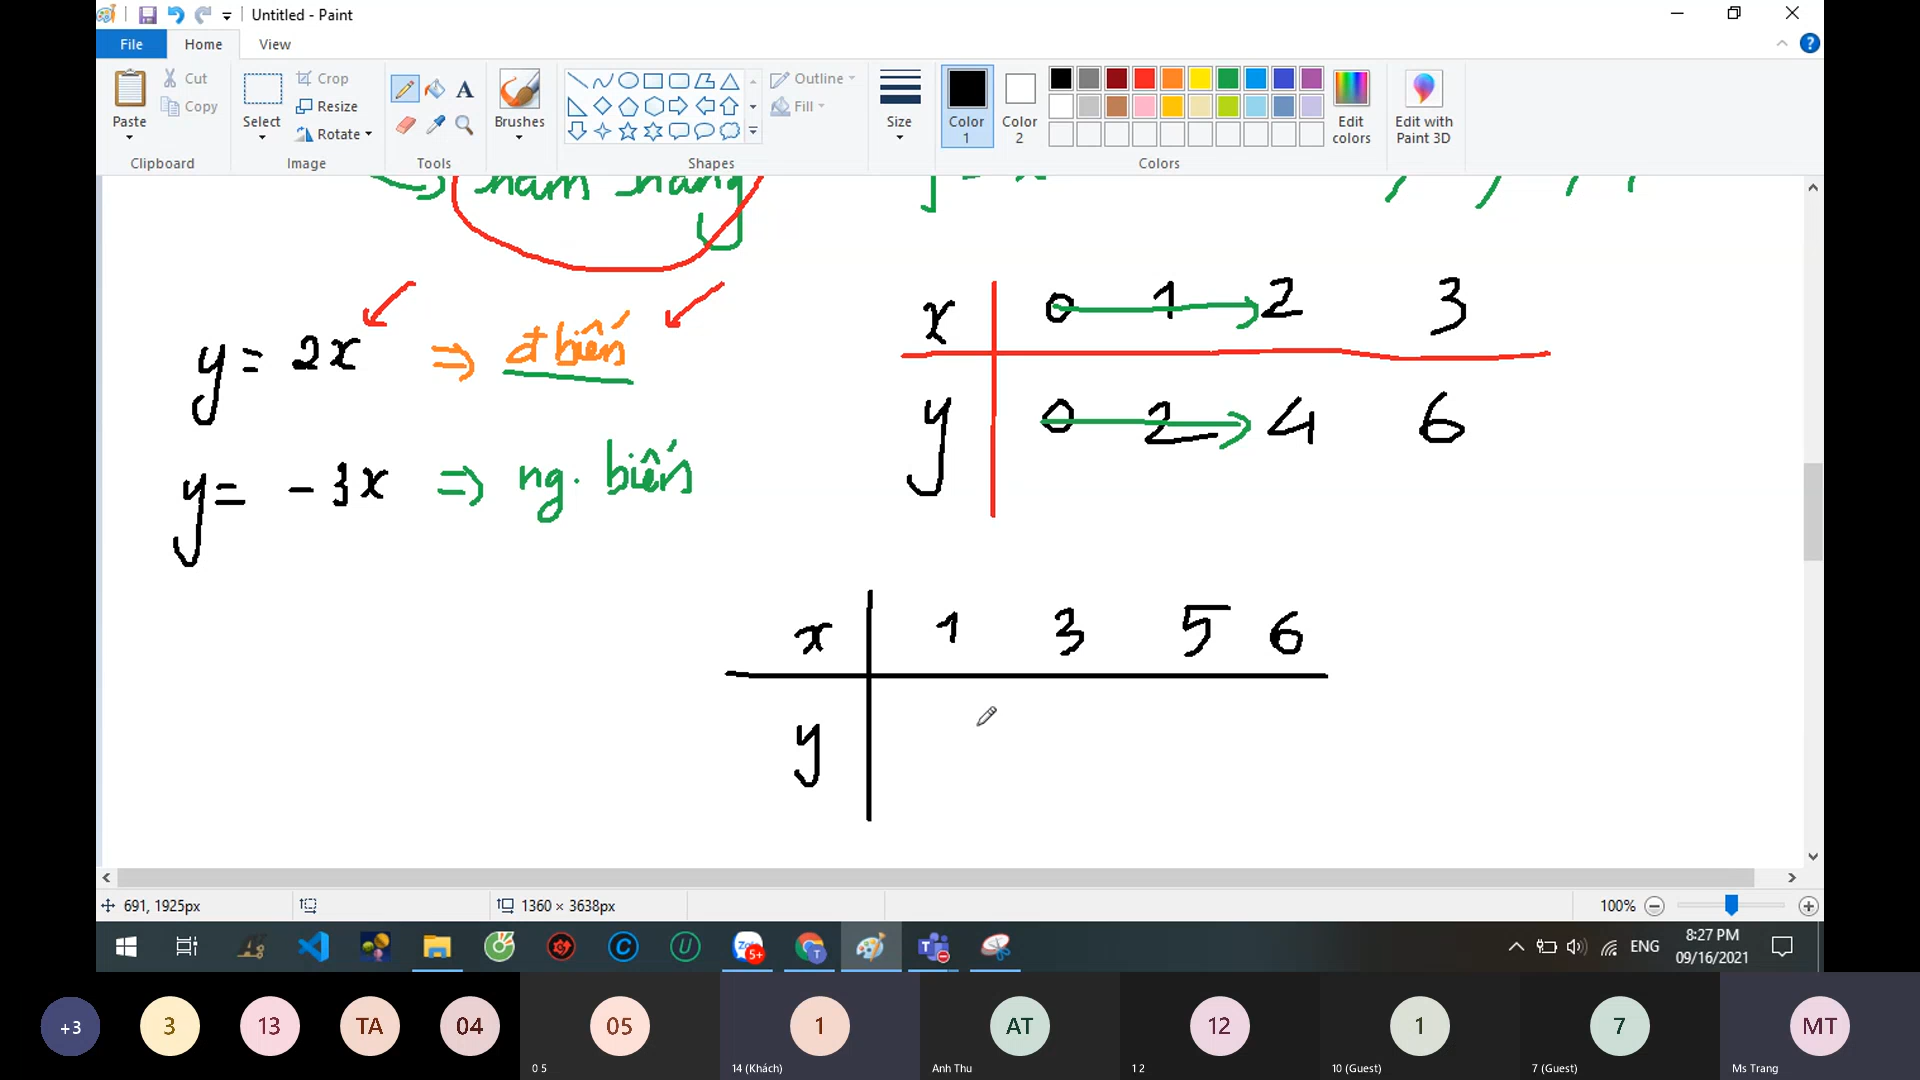 Untitled - Paint
File Home View
Paste
Cut
Copy
Clipboard
Select
Crop
Resize
Rotate
Image
Tools
Brushes
Shapes
Outline
Fill
Size
Color 1
Color 2
Colors
Edit colors
Edit with Paint 3D
hàm hằng
y = 2x ⇒ đ biến
y = - 3x ⇒ ng. biến
x 0 1 2 3
y 0 2 4 6
x 1 3 5 6
y
691, 1925px
1360 × 3638px
100%
Zalo
5+
T
ENG
8:27 PM
09/16/2021
+3 3 13 TA 04 05 1 AT 12 1 7 MT
0 5
14 (Khách)
Anh Thu
1 2
10 (Guest)
7 (Guest)
Ms Trang